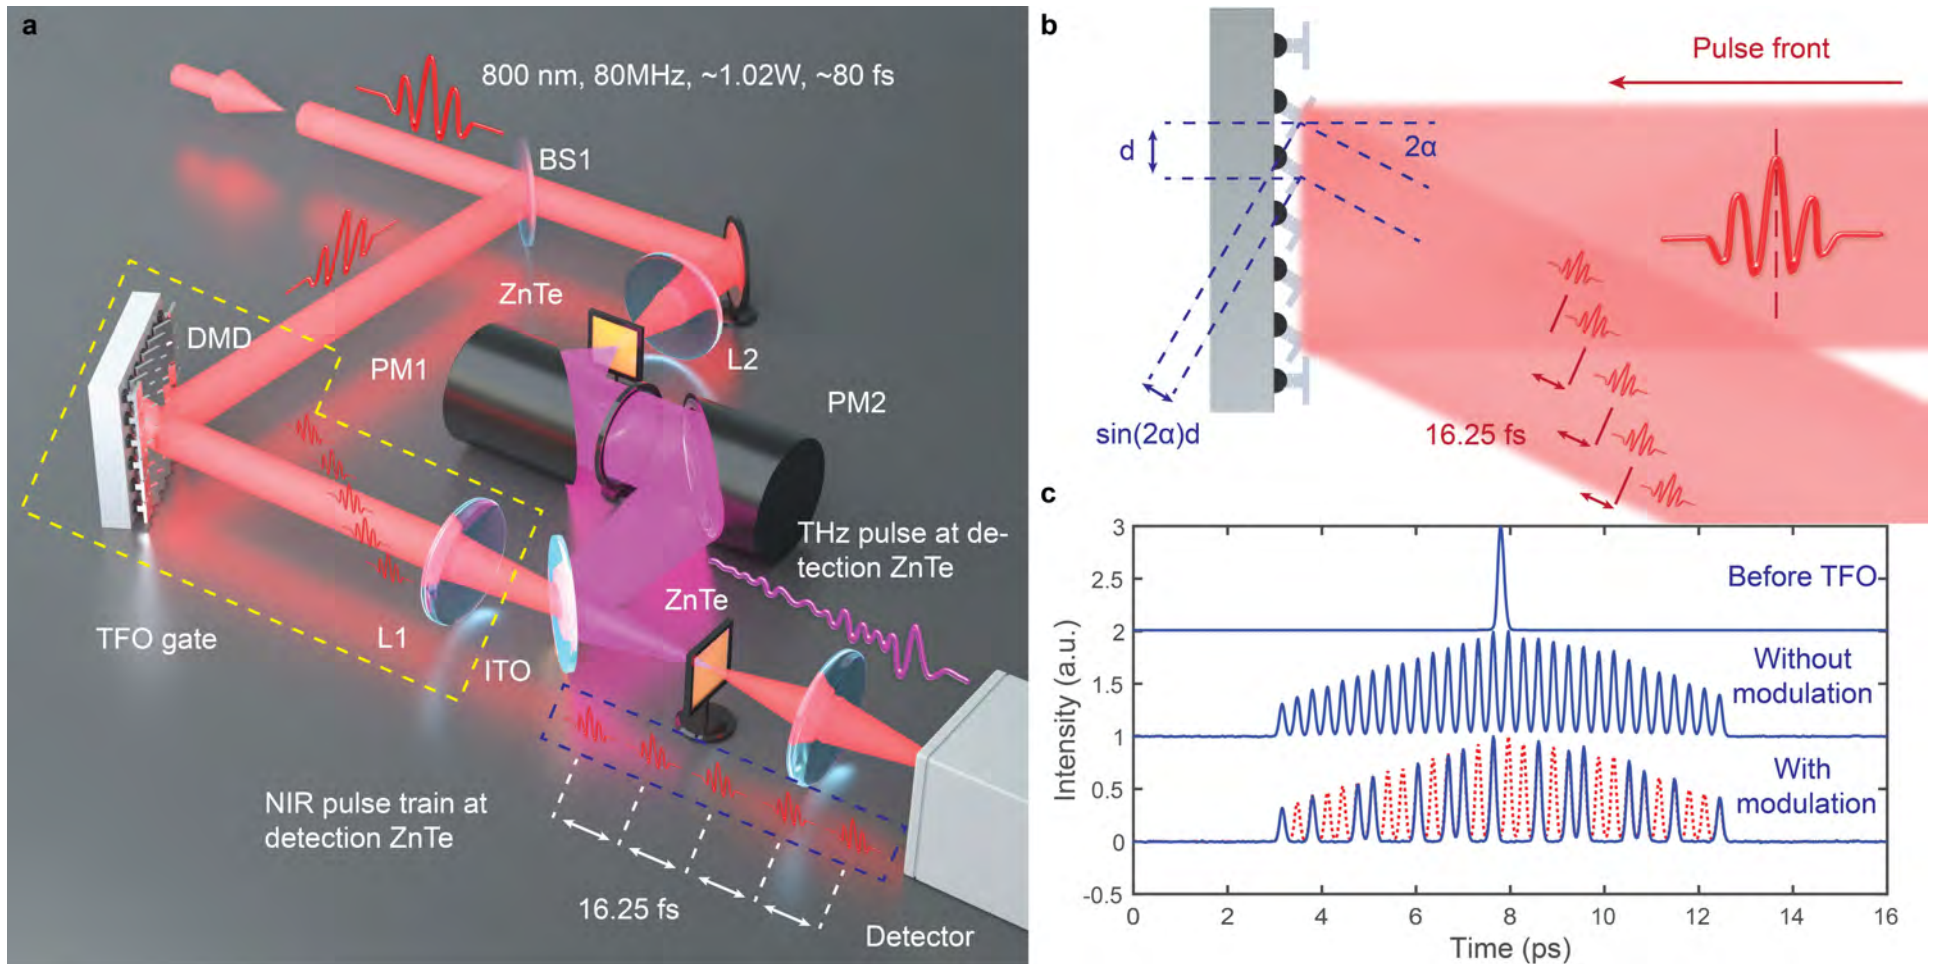 a
800 nm, 80MHz, ~1.02W, ~80 fs
BS1
ZnTe
DMD
L2
PM1
PM2
THz pulse at de-
tection ZnTe
ZnTe
TFO gate
L1
ITO
NIR pulse train at
detection ZnTe
16.25 fs
Detector
b
Pulse front
d
2α
sin(2α)d
16.25 fs
c
3
2.5
2
1.5
1
0.5
0
-0.5
Intensity (a.u.)
Before TFO
Without
modulation
With
modulation
0 2 4 6 8 10 12 14 16
Time (ps)